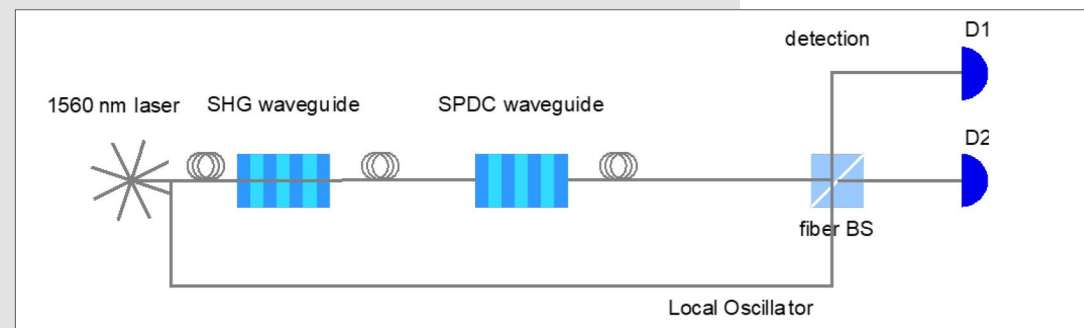 D1
detection
1560 nm laser
SHG waveguide
SPDC waveguide
D2
fiber BS
Local Oscillator